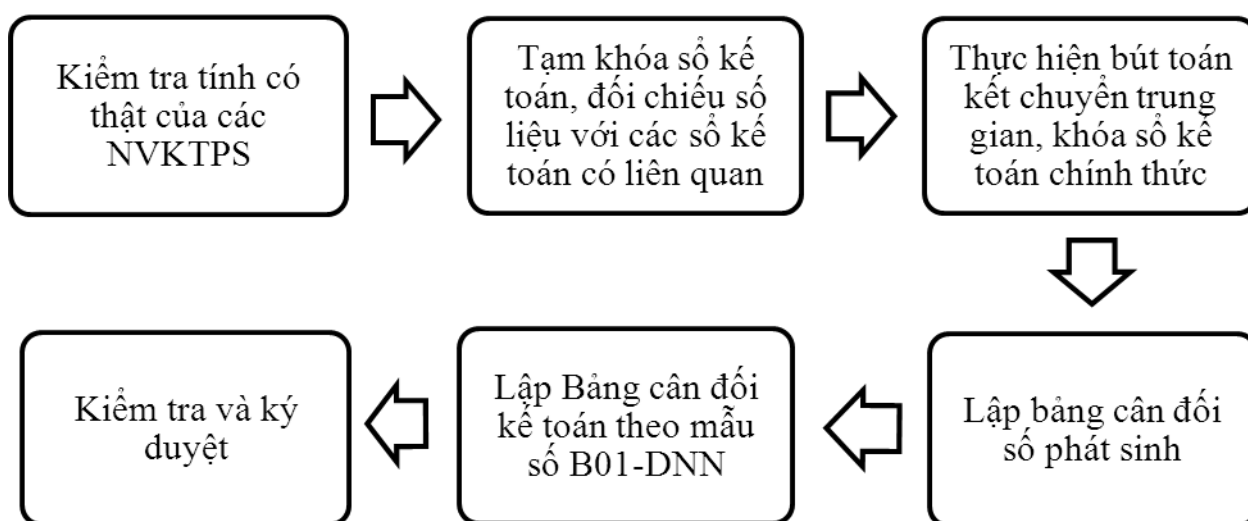 Kiểm tra tính có
thật của các
NVKTPS
Tạm khóa sổ kế
toán, đối chiếu số
liệu với các sổ kế
toán có liên quan
Thực hiện bút toán
kết chuyển trung
gian, khóa sổ kế
toán chính thức
Lập bảng cân đối
số phát sinh
Lập Bảng cân đối
kế toán theo mẫu
số B01-DNN
Kiểm tra và ký
duyệt